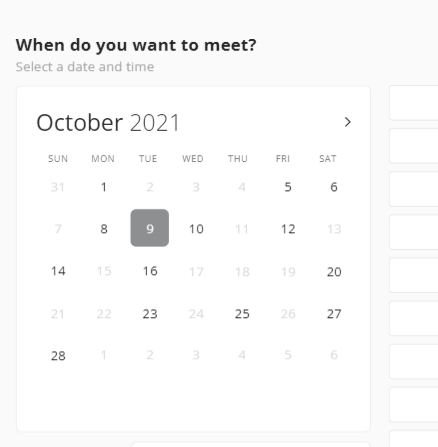 When do you want to meet?
Select a date and time
October 2021
SUN MON TUE WED THU FRI SAT
31 1 2 3 4 5 6
7 8 9 10 11 12 13
14 15 16 17 18 19 20
21 22 23 24 25 26 27
28 1 2 3 4 5 6